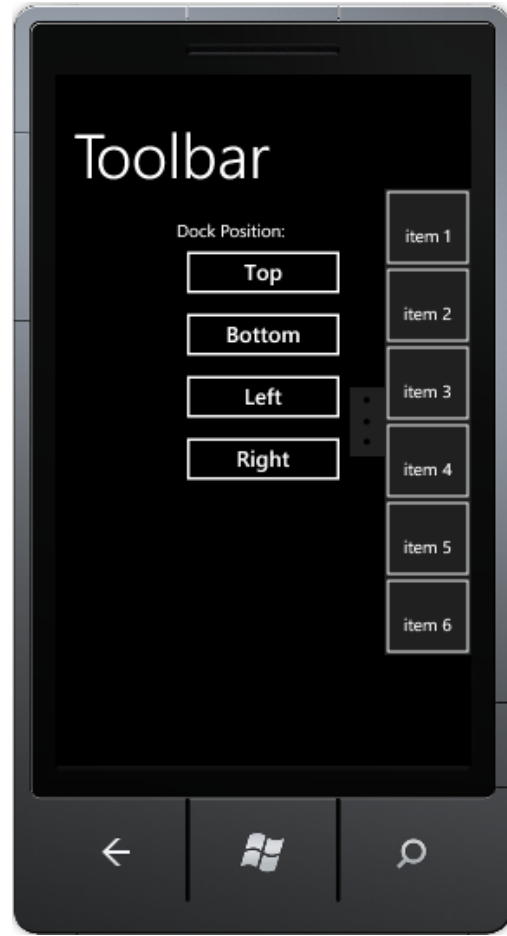 Toolbar
Dock Position:
Top
Bottom
Left
Right
item 1
item 2
item 3
item 4
item 5
item 6